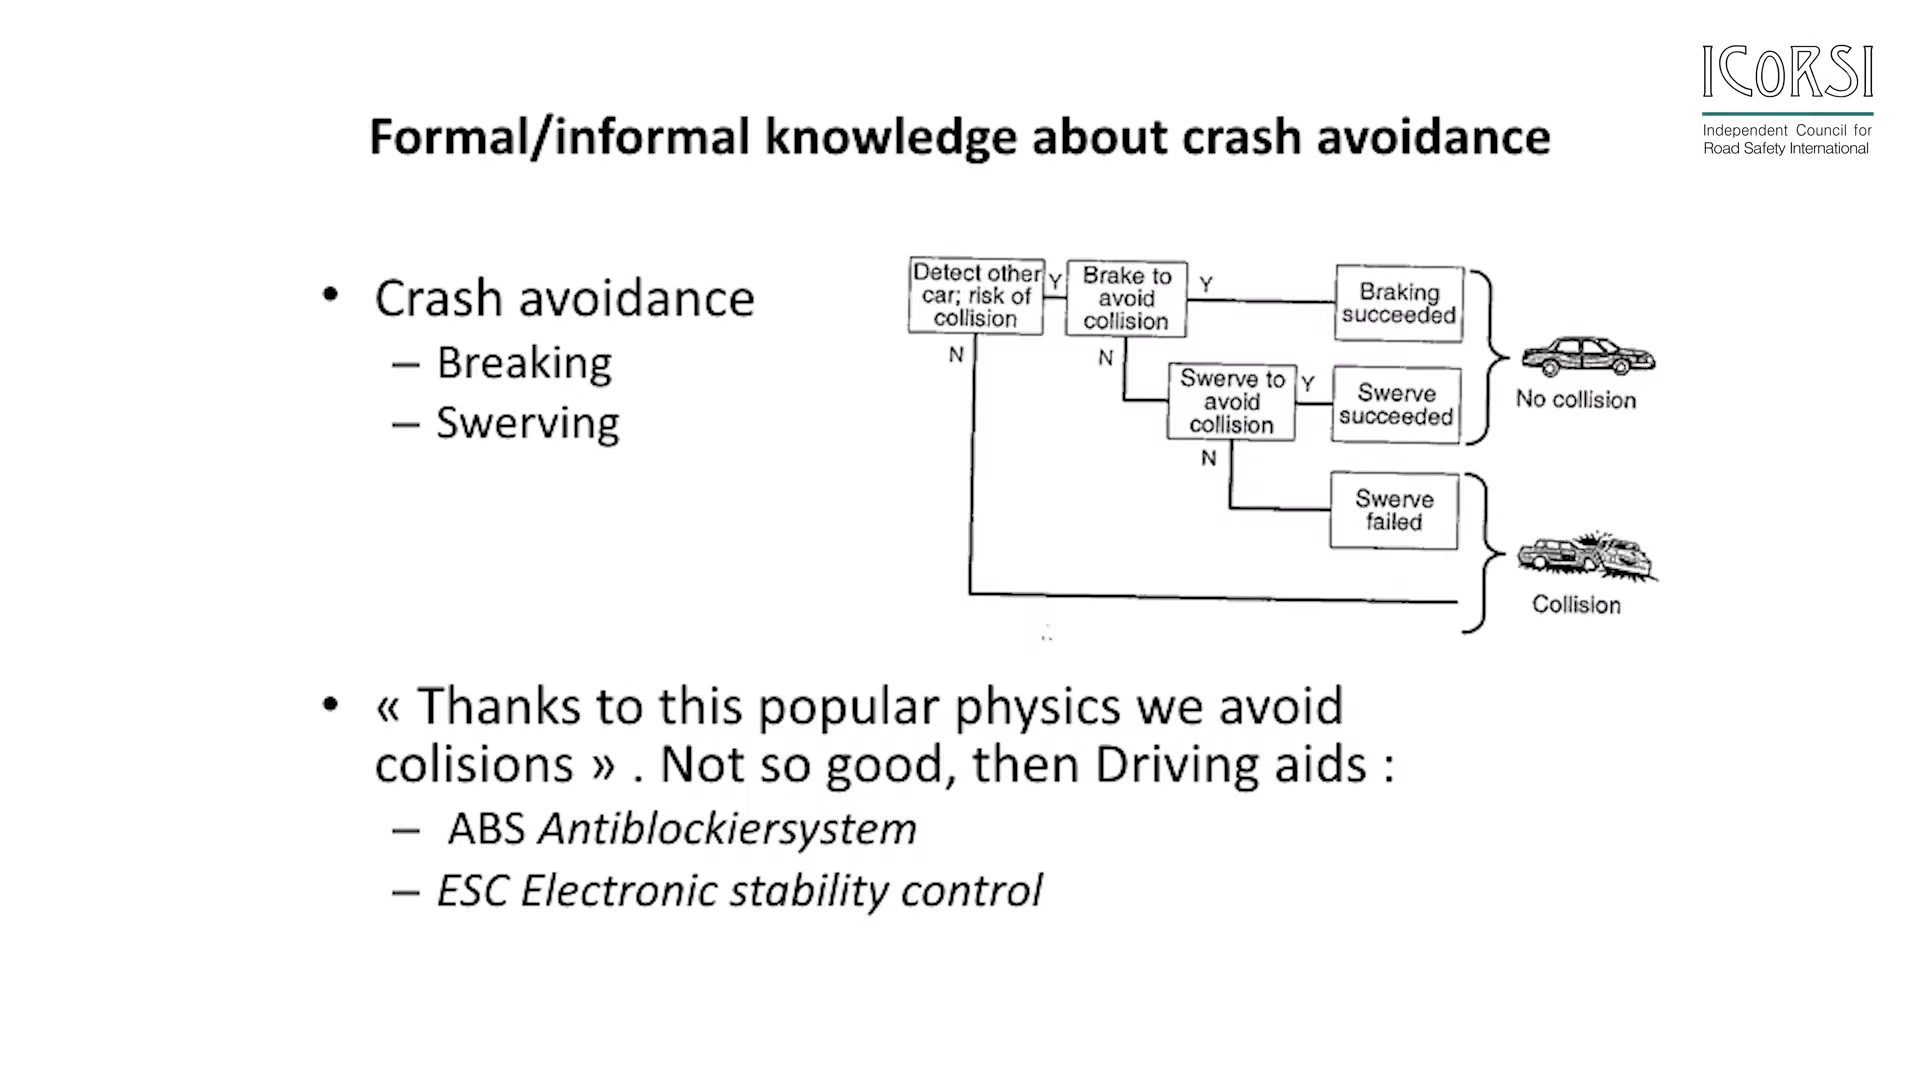 ICoRSI
Independent Council for
Road Safety International
Formal/informal knowledge about crash avoidance
• Crash avoidance
– Breaking
– Swerving
Detect other
car; risk of
collision
Y
N
Brake to
avoid
collision
Y
N
Braking
succeeded
Swerve to
avoid
collision
Y
N
Swerve
succeeded
No collision
Swerve
failed
Collision
• « Thanks to this popular physics we avoid
colisions » . Not so good, then Driving aids :
– ABS Antiblockiersystem
– ESC Electronic stability control